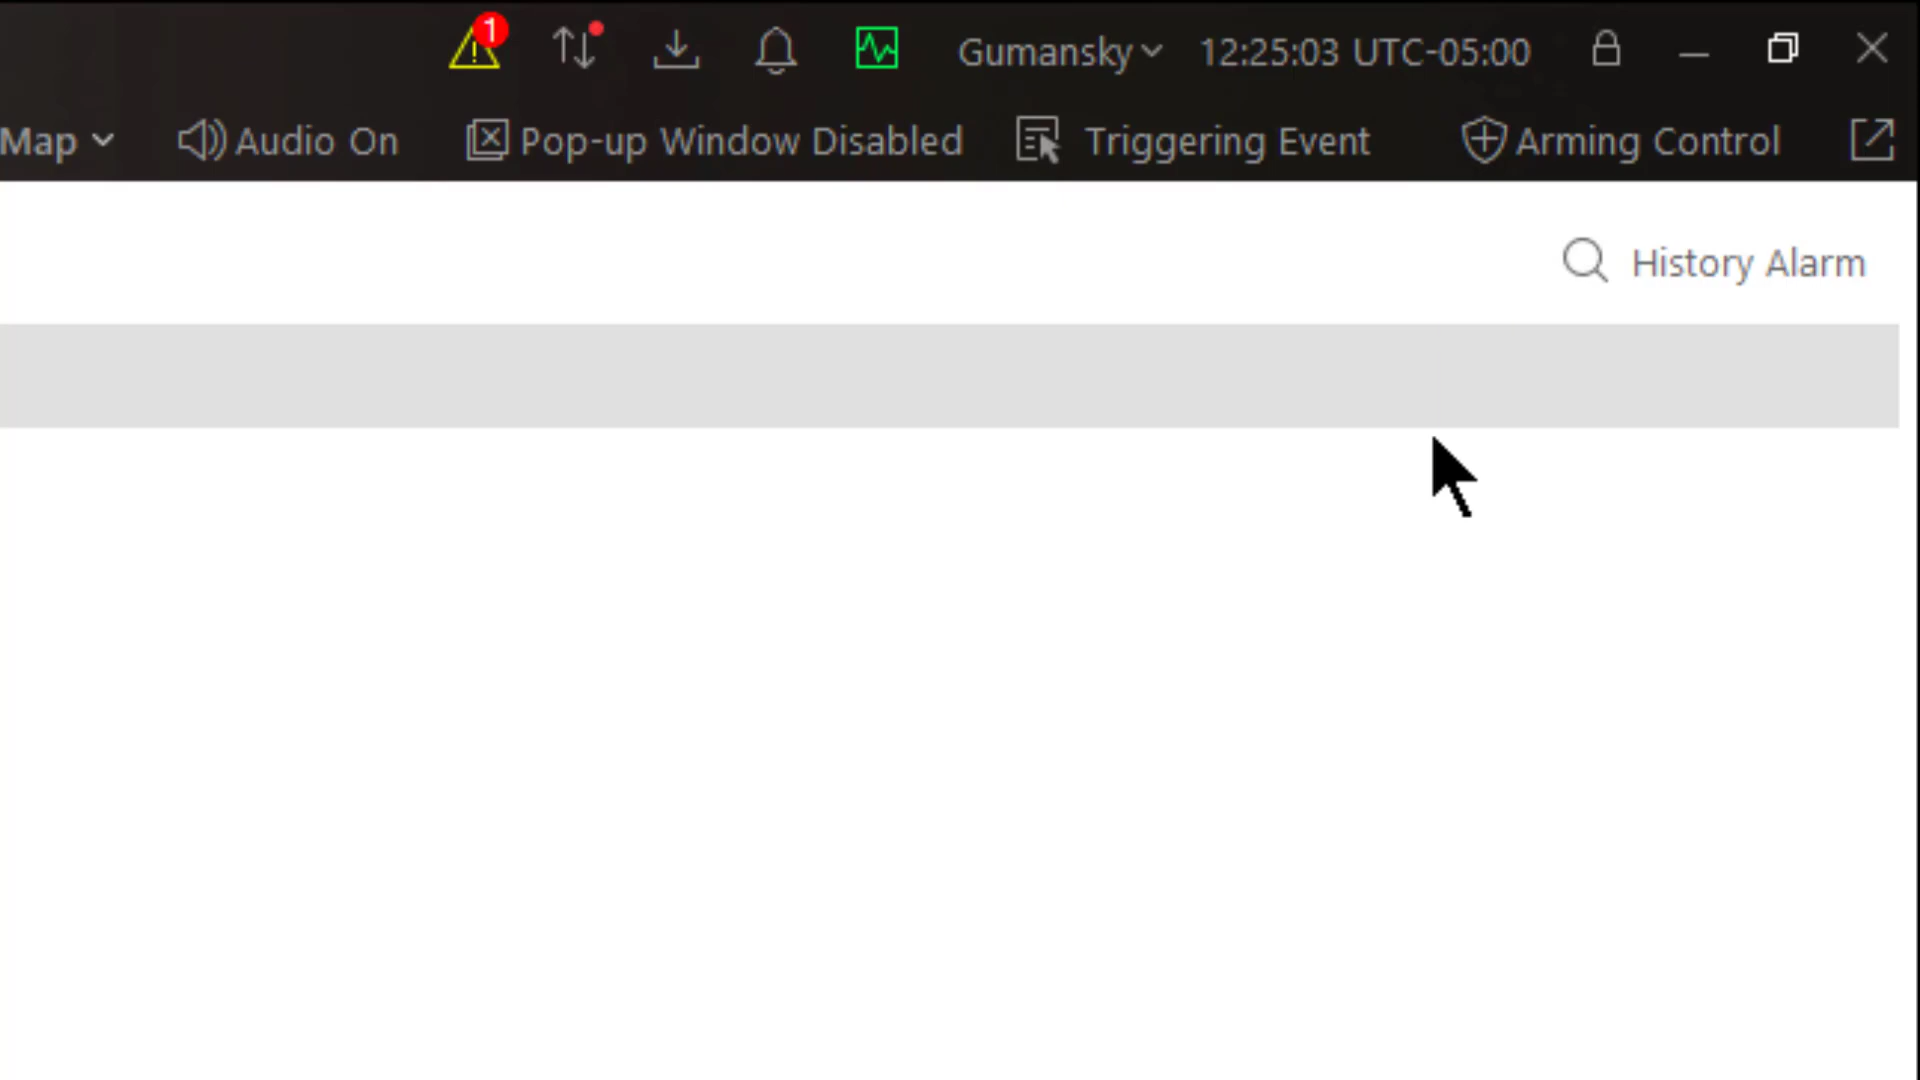 1
Gumansky 12:25:03 UTC-05:00
Map Audio On Pop-up Window Disabled Triggering Event Arming Control
History Alarm